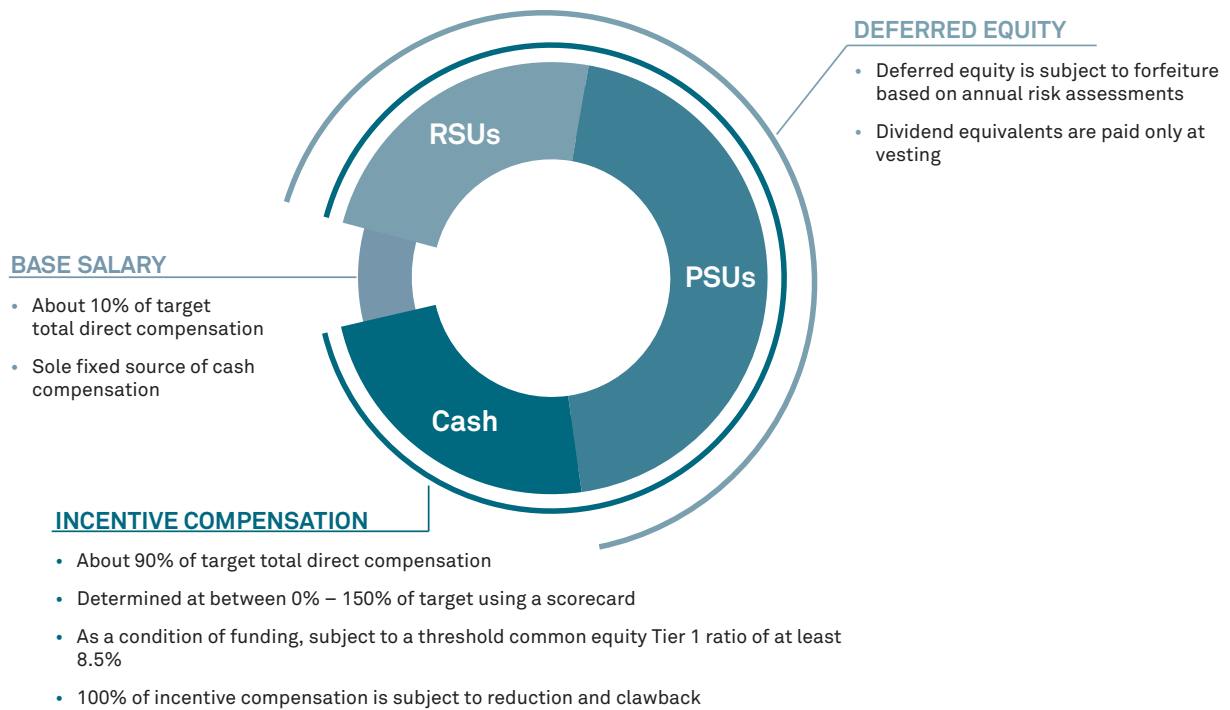 DEFERRED EQUITY
• Deferred equity is subject to forfeiture
based on annual risk assessments
• Dividend equivalents are paid only at
vesting
RSUs
PSUs
Cash
BASE SALARY
• About 10% of target
total direct compensation
• Sole fixed source of cash
compensation
INCENTIVE COMPENSATION
• About 90% of target total direct compensation
• Determined at between 0% – 150% of target using a scorecard
• As a condition of funding, subject to a threshold common equity Tier 1 ratio of at least
8.5%
• 100% of incentive compensation is subject to reduction and clawback